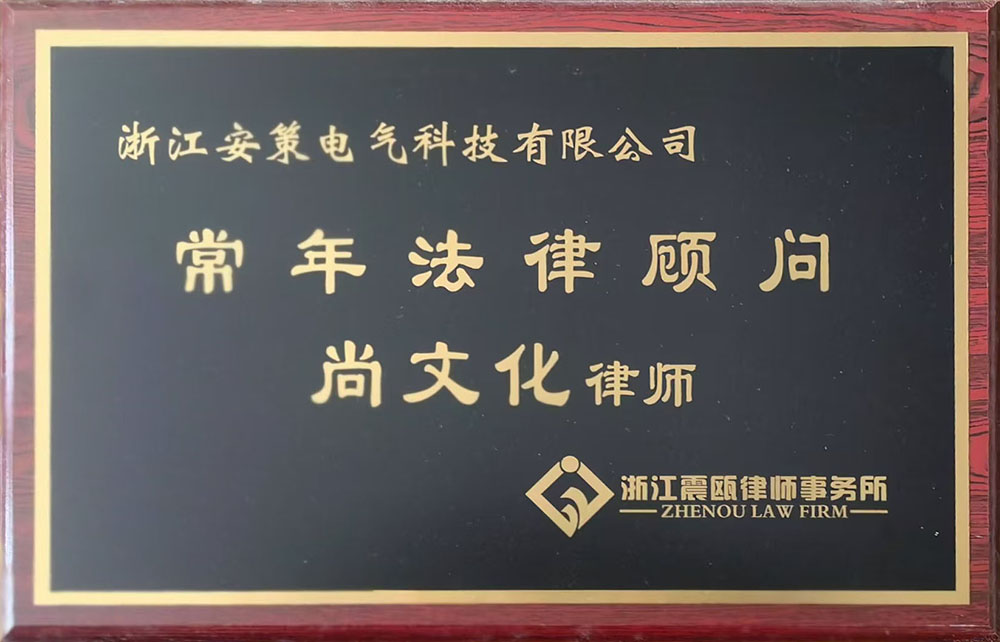 浙江安策电气科技有限公司
常年法律顾问
尚文化律师
浙江震瓯律师事务所
ZHENOU LAW FIRM